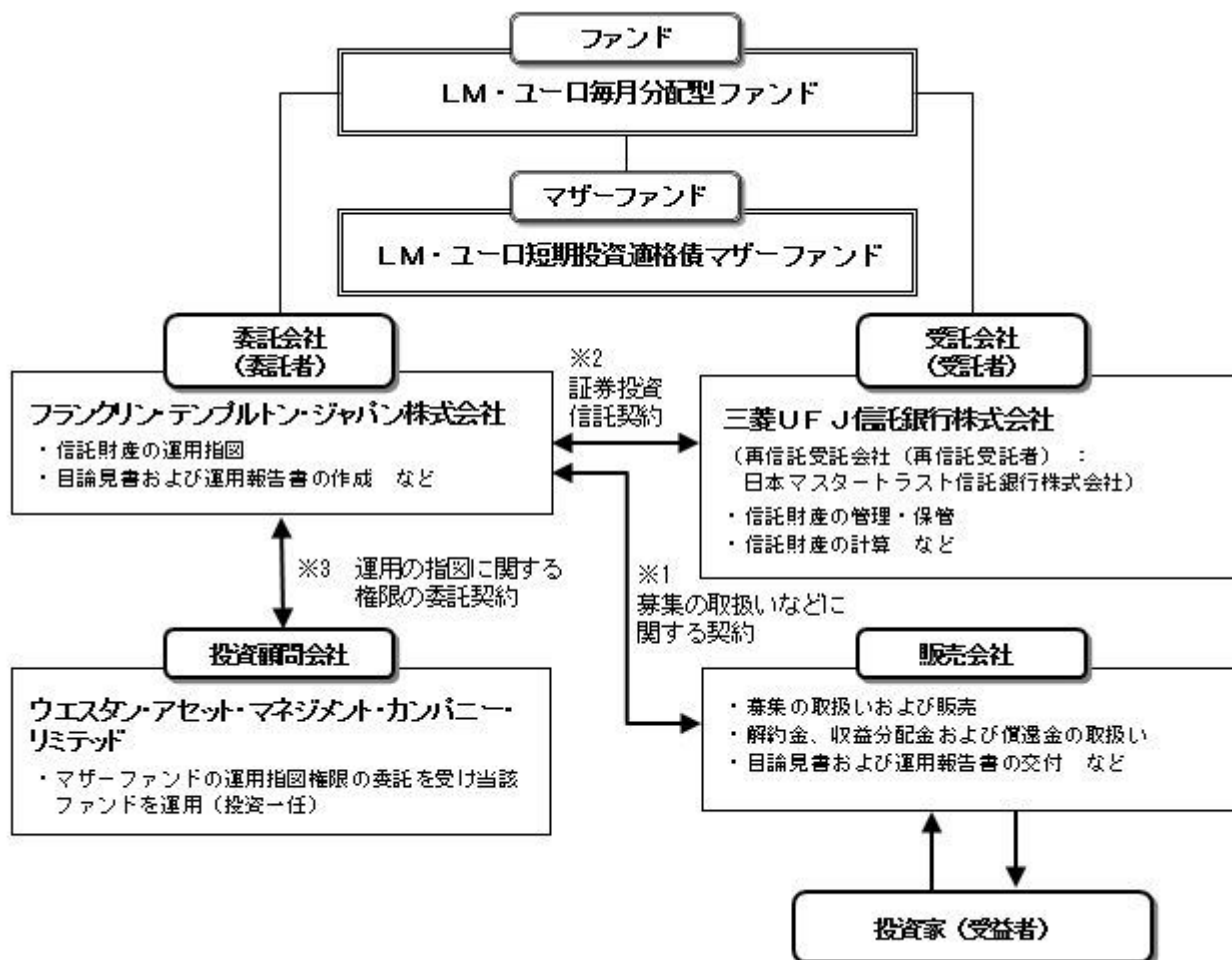 ファンド
LM・ユーロ毎月分配型ファンド
マザーファンド
LM・ユーロ短期投資適格債マザーファンド
委託会社
(委託者)
フランクリン・テンプルトン・ジャパン株式会社
・信託財産の運用指図
・目論見書および運用報告書の作成 など
※2
証券投資
信託契約
受託会社
(受託者)
三菱UFJ信託銀行株式会社
(再信託受託会社(再信託受託者) :
日本マスタートラスト信託銀行株式会社)
・信託財産の管理・保管
・信託財産の計算 など
※3 運用の指図に関する
権限の委託契約
※1
募集の取扱いなどに
関する契約
投資顧問会社
ウエスタン・アセット・マネジメント・カンパニー・
リミテッド
・マザーファンドの運用指図権限の委託を受け当該
ファンドを運用(投資一任)
販売会社
・募集の取扱いおよび販売
・解約金、収益分配金および償還金の取扱い
・目論見書および運用報告書の交付 など
投資家(受益者)